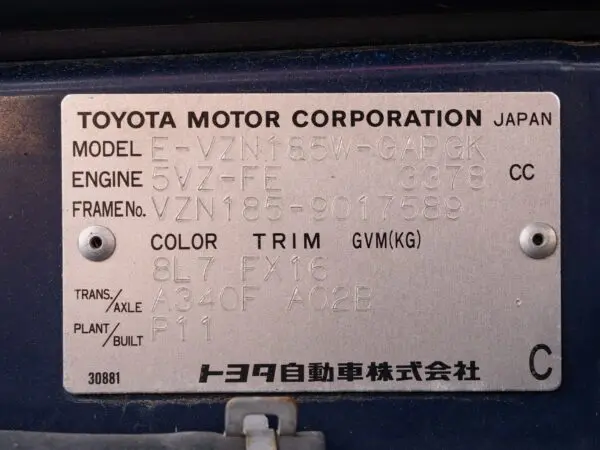 TOYOTA MOTOR CORPORATION JAPAN
MODEL E-VZN185W-GAPGK
ENGINE 5VZ-FE 3378 CC
FRAME No. VZN185-9017589
COLOR TRIM GVM(KG)
8L7 FX16
TRANS./AXLE A340F A02B
PLANT/BUILT P11
30881 トヨタ自動車株式会社 C